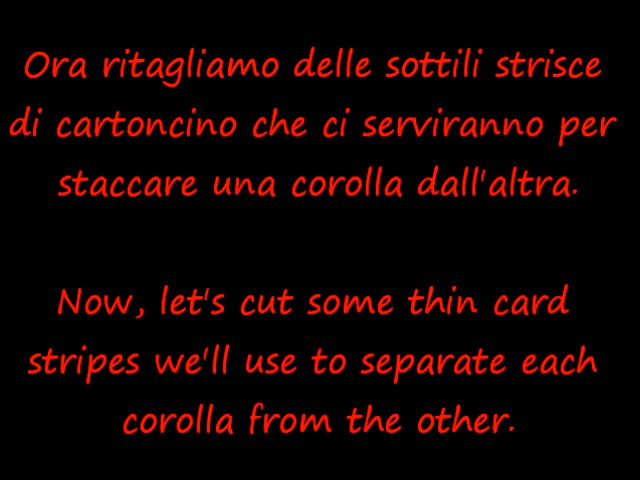 Ora ritagliamo delle sottili strisce
di cartoncino che ci serviranno per
staccare una corolla dall'altra.
Now, let's cut some thin card
stripes we'll use to separate each
corolla from the other.